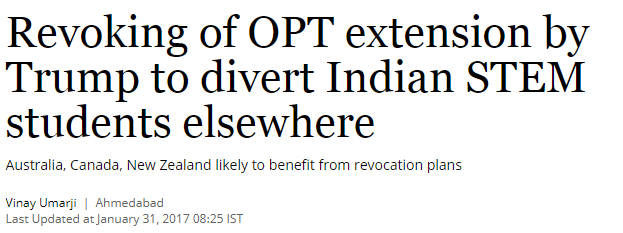 Revoking of OPT extension by
Trump to divert Indian STEM
students elsewhere
Australia, Canada, New Zealand likely to benefit from revocation plans
Vinay Umarji | Ahmedabad
Last Updated at January 31, 2017 08:25 IST